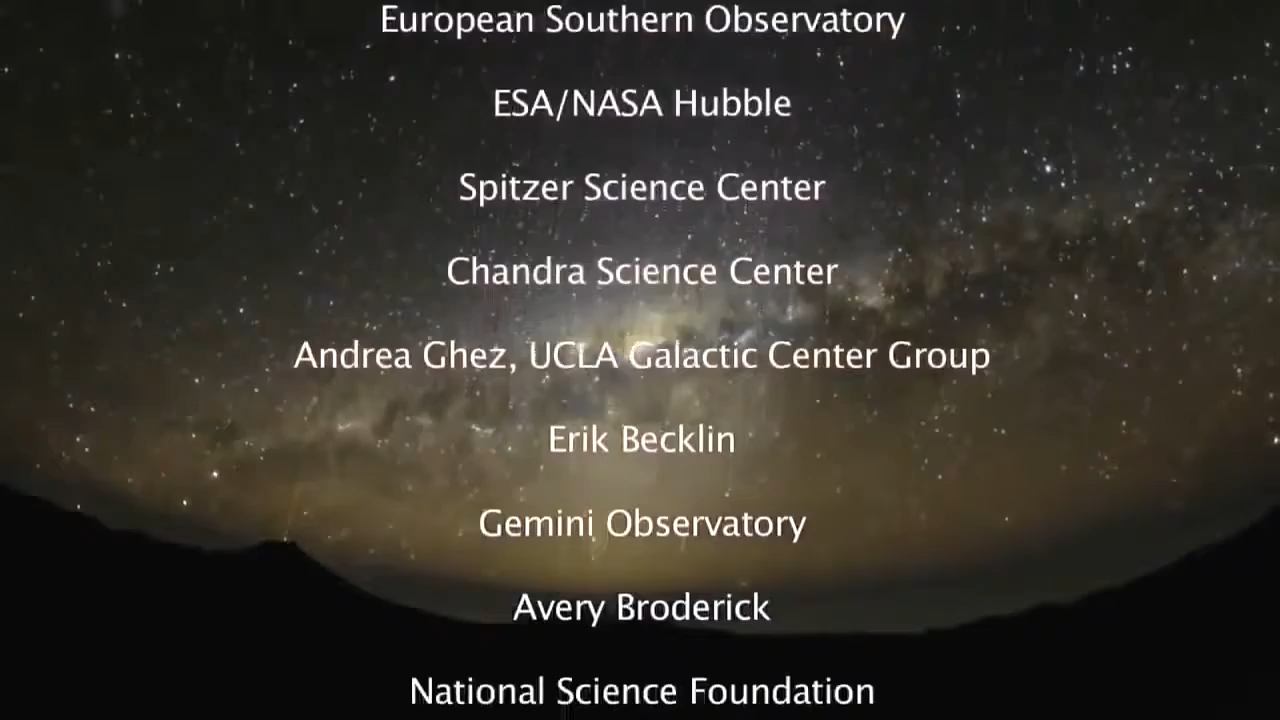 European Southern Observatory
ESA/NASA Hubble
Spitzer Science Center
Chandra Science Center
Andrea Ghez, UCLA Galactic Center Group
Erik Becklin
Gemini Observatory
Avery Broderick
National Science Foundation